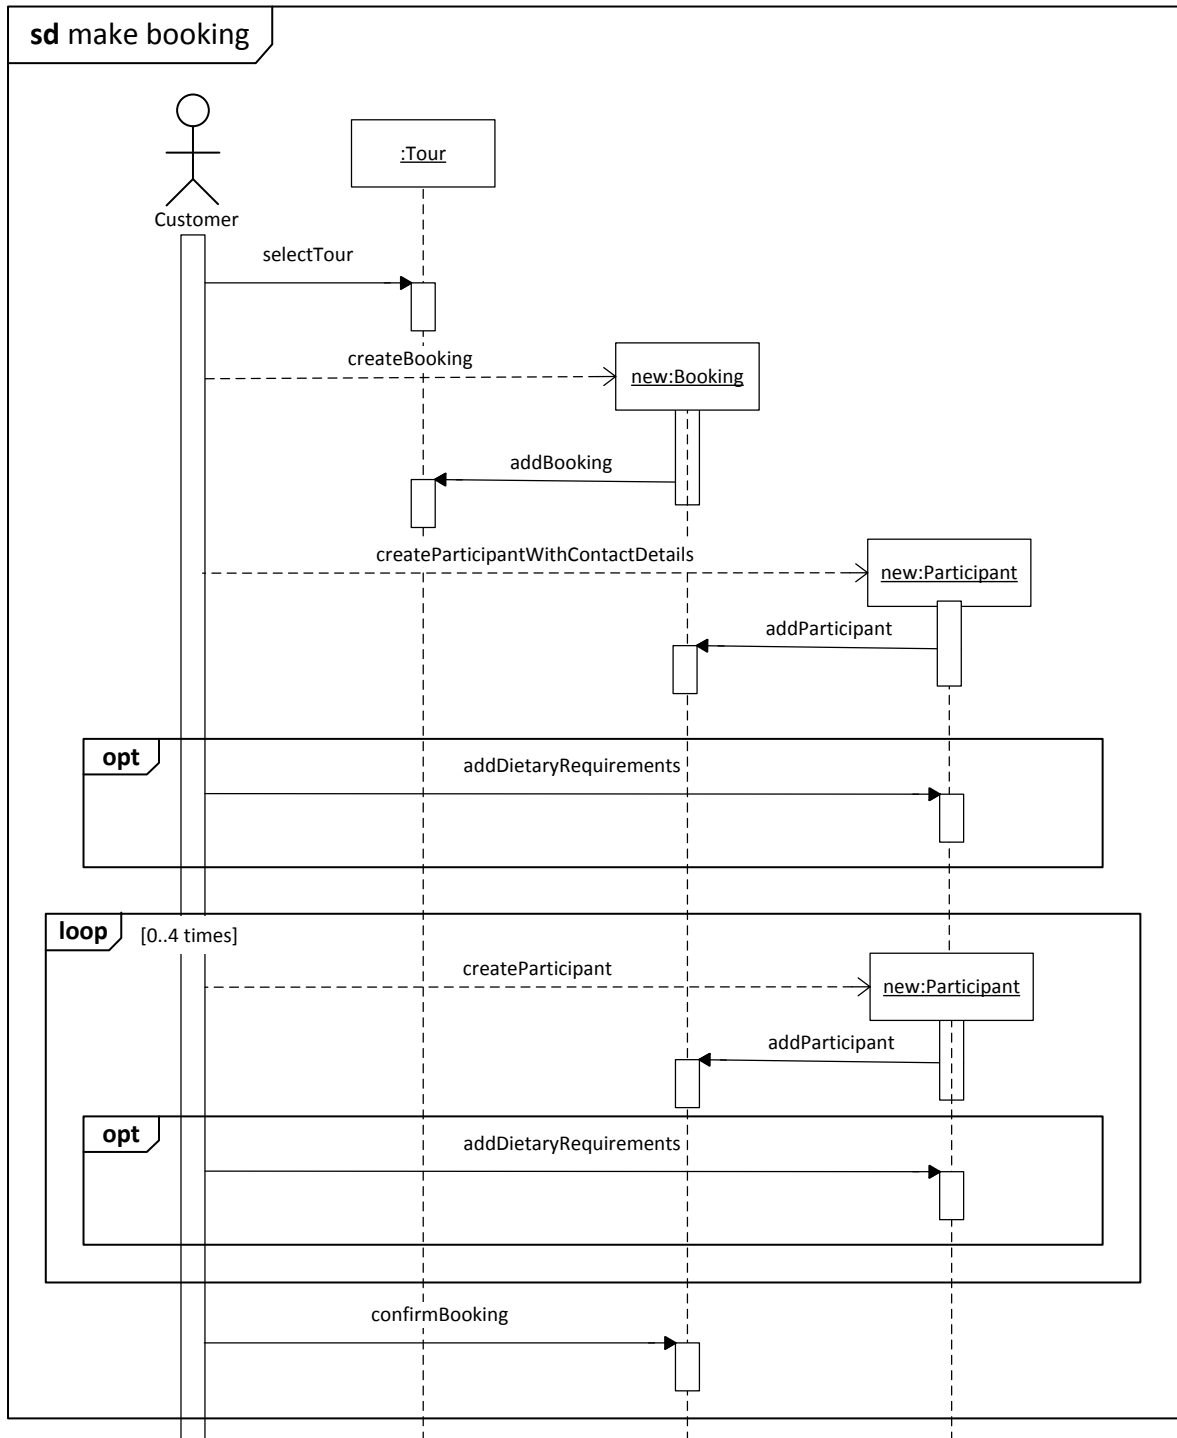 sd make booking
:Tour
Customer
selectTour
createBooking
new:Booking
addBooking
createParticipantWithContactDetails
new:Participant
addParticipant
opt
addDietaryRequirements
loop
[0..4 times]
createParticipant
new:Participant
addParticipant
opt
addDietaryRequirements
confirmBooking